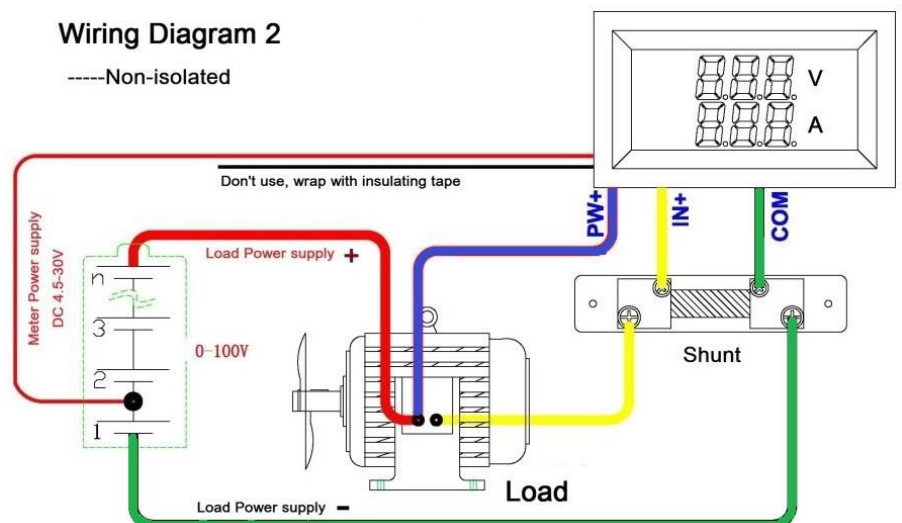 Wiring Diagram 2
-----Non-isolated
V
A
Don't use, wrap with insulating tape
PW+
IN+
COM
Meter Power supply
DC 4.5-30V
Load Power supply +
n
3
2
1
0-100V
Shunt
Load
Load Power supply -